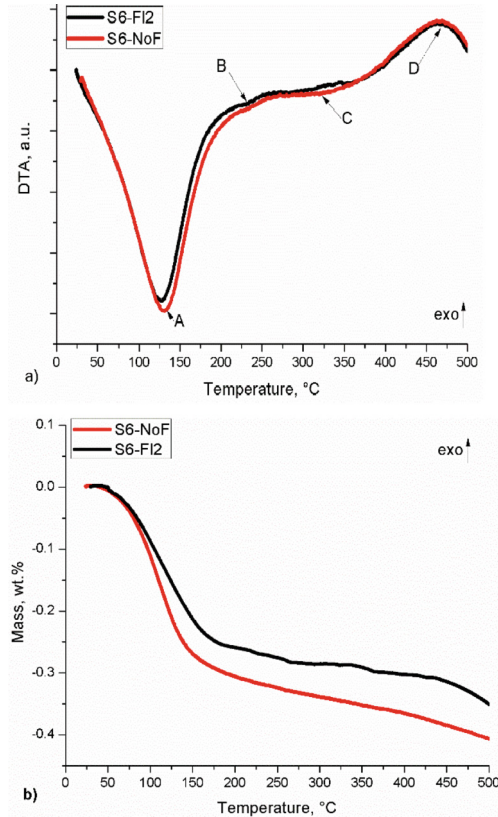 S6-FI2
S6-NoF
B
D
C
A
DTA, a.u.
exo
0 25 50 75 100 125 150 175 200 225 250 275 300 325 350 375 400 425 450 475 500
a)
Temperature, °C
S6-NoF
S6-FI2
exo
0.1
0.0
-0.1
-0.2
-0.3
-0.4
Mass, wt.%
0 25 50 75 100 125 150 175 200 225 250 275 300 325 350 375 400 425 450 475 500
b)
Temperature, °C